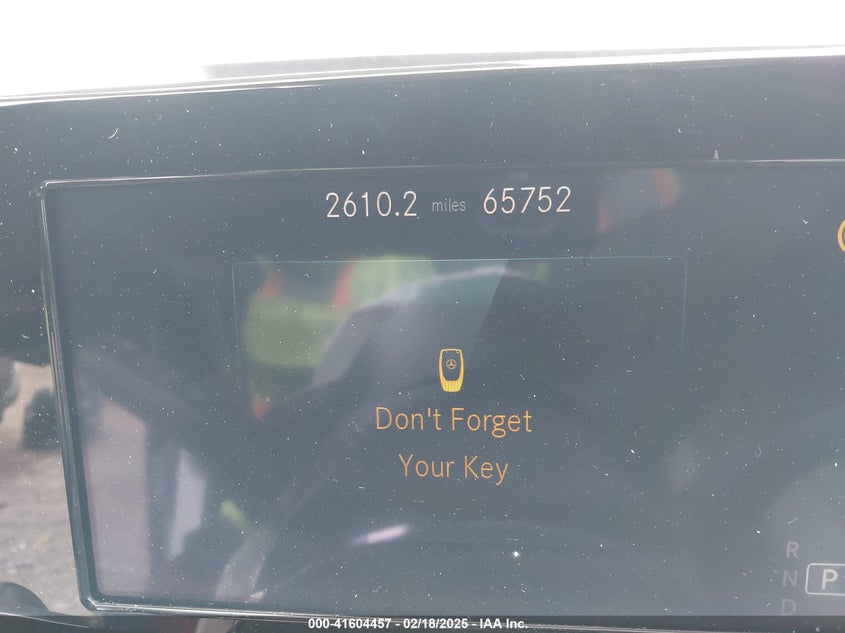 2610.2 miles 65752
Don't Forget
Your Key
R
N P
D
000-41604457 - 02/18/2025 - IAA Inc.